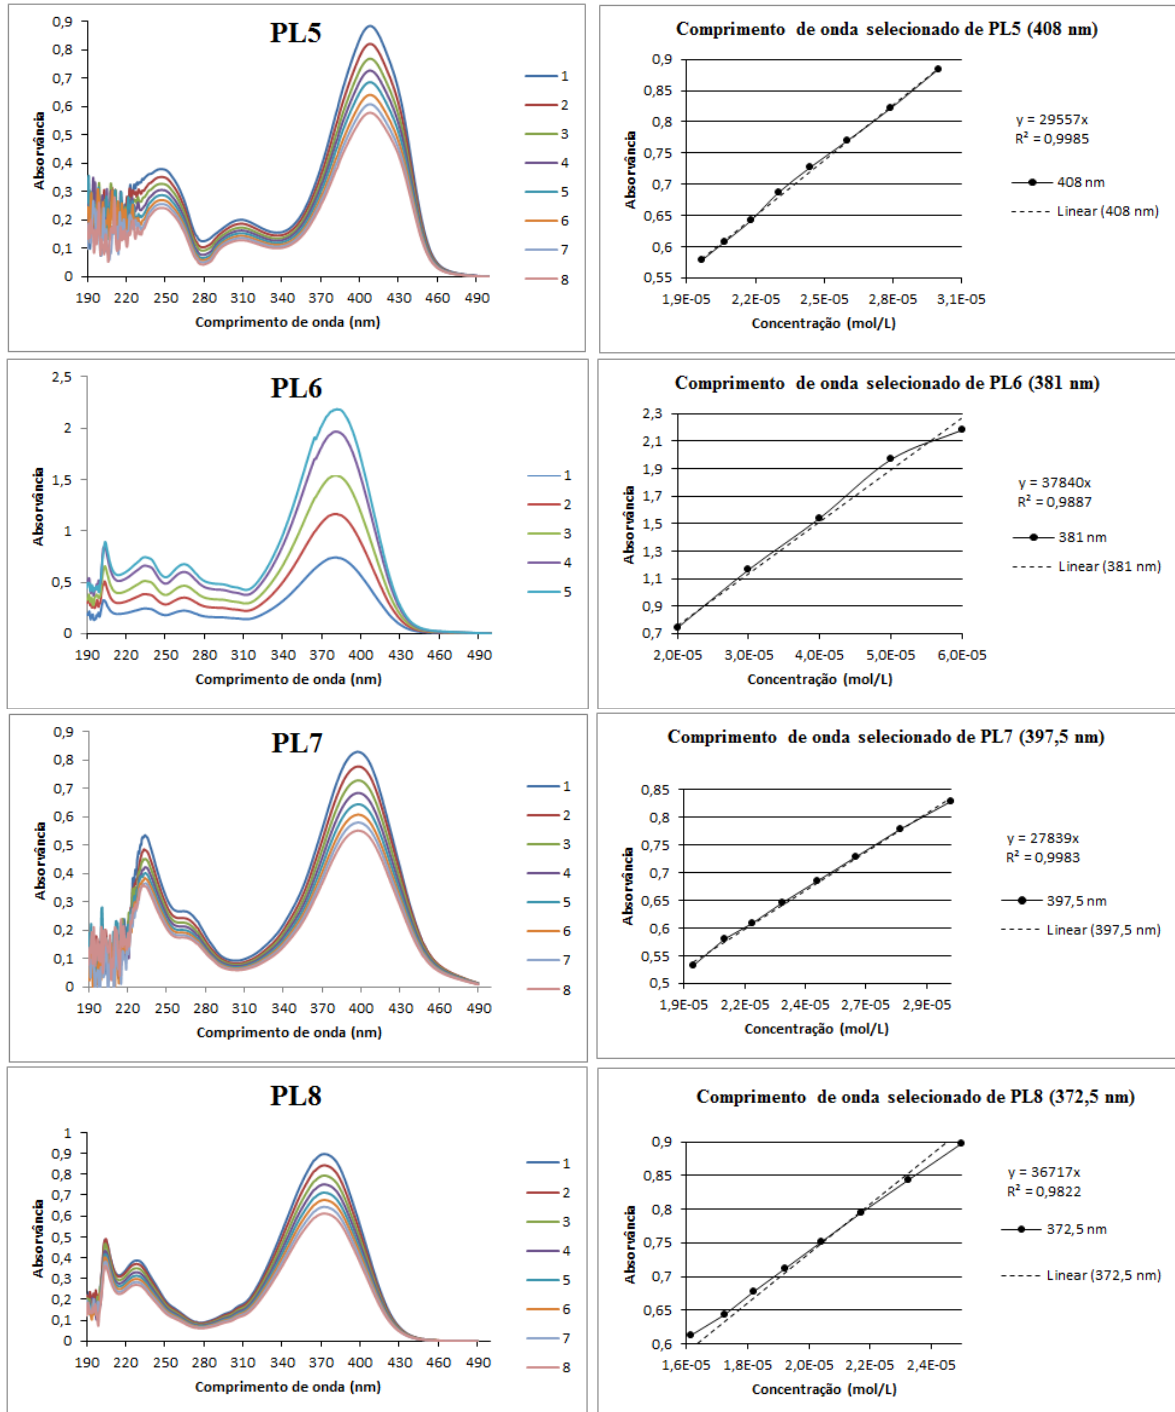 PL5
0,9
0,8
0,7
0,6
0,5
0,4
0,3
0,2
0,1
0
Absorvância
190 220 250 280 310 340 370 400 430 460 490
Comprimento de onda (nm)
1
2
3
4
5
6
7
8
Comprimento de onda selecionado de PL5 (408 nm)
0,9
0,85
0,8
0,75
0,7
0,65
0,6
0,55
Absorvância
1,9E-05 2,2E-05 2,5E-05 2,8E-05 3,1E-05
Concentração (mol/L)
y = 29557x
R² = 0,9985
408 nm
Linear (408 nm)
PL6
2,5
2
1,5
1
0,5
0
Absorvância
190 220 250 280 310 340 370 400 430 460 490
Comprimento de onda (nm)
1
2
3
4
5
Comprimento de onda selecionado de PL6 (381 nm)
2,3
2,1
1,9
1,7
1,5
1,3
1,1
0,9
0,7
Absorvância
2,0E-05 3,0E-05 4,0E-05 5,0E-05 6,0E-05
Concentração (mol/L)
y = 37840x
R² = 0,9887
381 nm
Linear (381 nm)
PL7
0,9
0,8
0,7
0,6
0,5
0,4
0,3
0,2
0,1
0
Absorvância
190 220 250 280 310 340 370 400 430 460 490
Comprimento de onda (nm)
1
2
3
4
5
6
7
8
Comprimento de onda selecionado de PL7 (397,5 nm)
0,85
0,8
0,75
0,7
0,65
0,6
0,55
0,5
Absorvância
1,9E-05 2,2E-05 2,4E-05 2,7E-05 2,9E-05
Concentração (mol/L)
y = 27839x
R² = 0,9983
397,5 nm
Linear (397,5 nm)
PL8
1
0,9
0,8
0,7
0,6
0,5
0,4
0,3
0,2
0,1
0
Absorvância
190 220 250 280 310 340 370 400 430 460 490
Comprimento de onda (nm)
1
2
3
4
5
6
7
8
Comprimento de onda selecionado de PL8 (372,5 nm)
0,9
0,85
0,8
0,75
0,7
0,65
0,6
Absorvância
1,6E-05 1,8E-05 2,0E-05 2,2E-05 2,4E-05
Concentração (mol/L)
y = 36717x
R² = 0,9822
372,5 nm
Linear (372,5 nm)